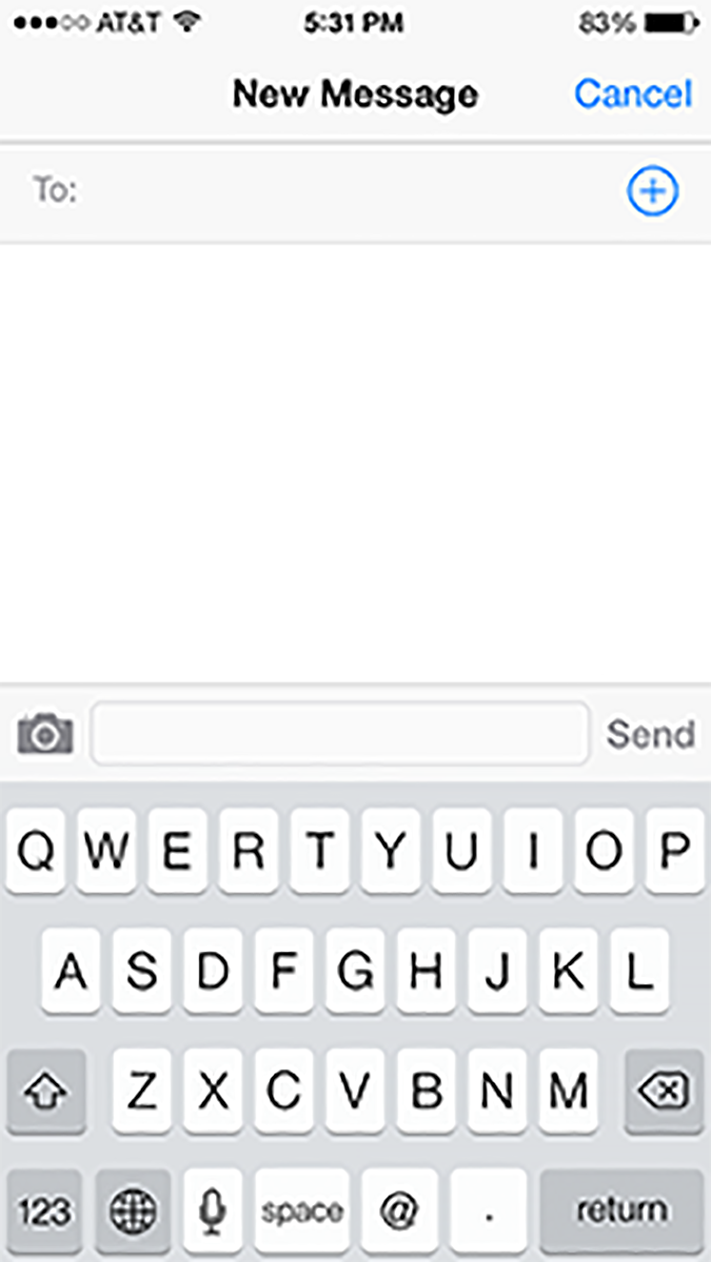 AT&T 5:31 PM 83%
New Message Cancel
To:
Send
Q W E R T Y U I O P
A S D F G H J K L
Z X C V B N M
123 space @ . return